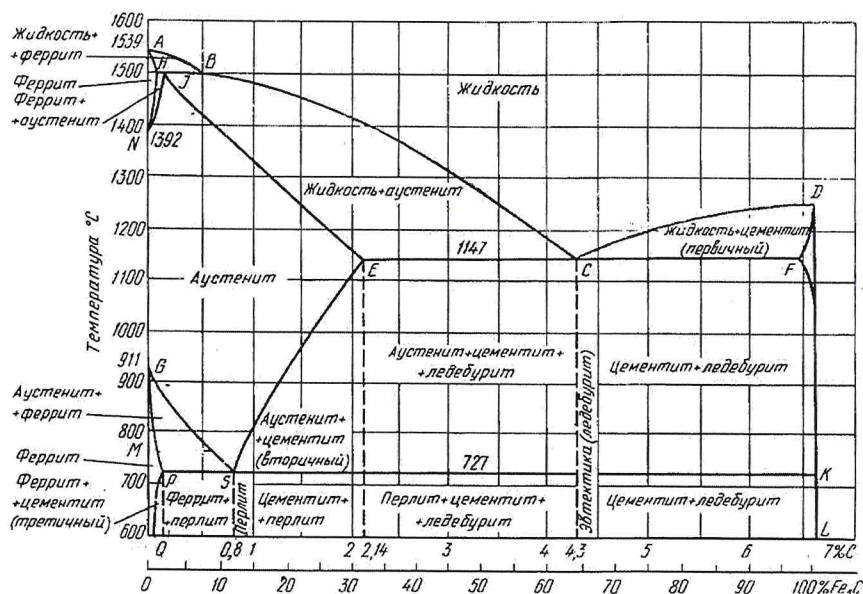 1600
1539
1500
1400
1392
1300
1200
1100
1000
911
900
800
700
600
Температура °С
Жидкость+
+феррит
Феррит
Феррит+
+аустенит
N
A
H
J
B
Жидкость
Жидкость+аустенит
D
Жидкость+цементит
(первичный)
1147
E
C
F
Аустенит
G
Аустенит+цементит+
+ледебурит
Цементит+ледебурит
Эвтектика (ледебурит)
Аустенит+
+феррит
M
Аустенит+
+цементит
(вторичный)
727
K
Феррит
Феррит+
+цементит
(третичный)
P
S
Феррит+
+перлит
Перлит
Цементит+
+перлит
Перлит+цементит+
+ледебурит
Цементит+ледебурит
L
Q 0,8 1 2 2,14 3 4 4,3 5 6 7%С
0 10 20 30 40 50 60 70 80 90 100%Fe₃C